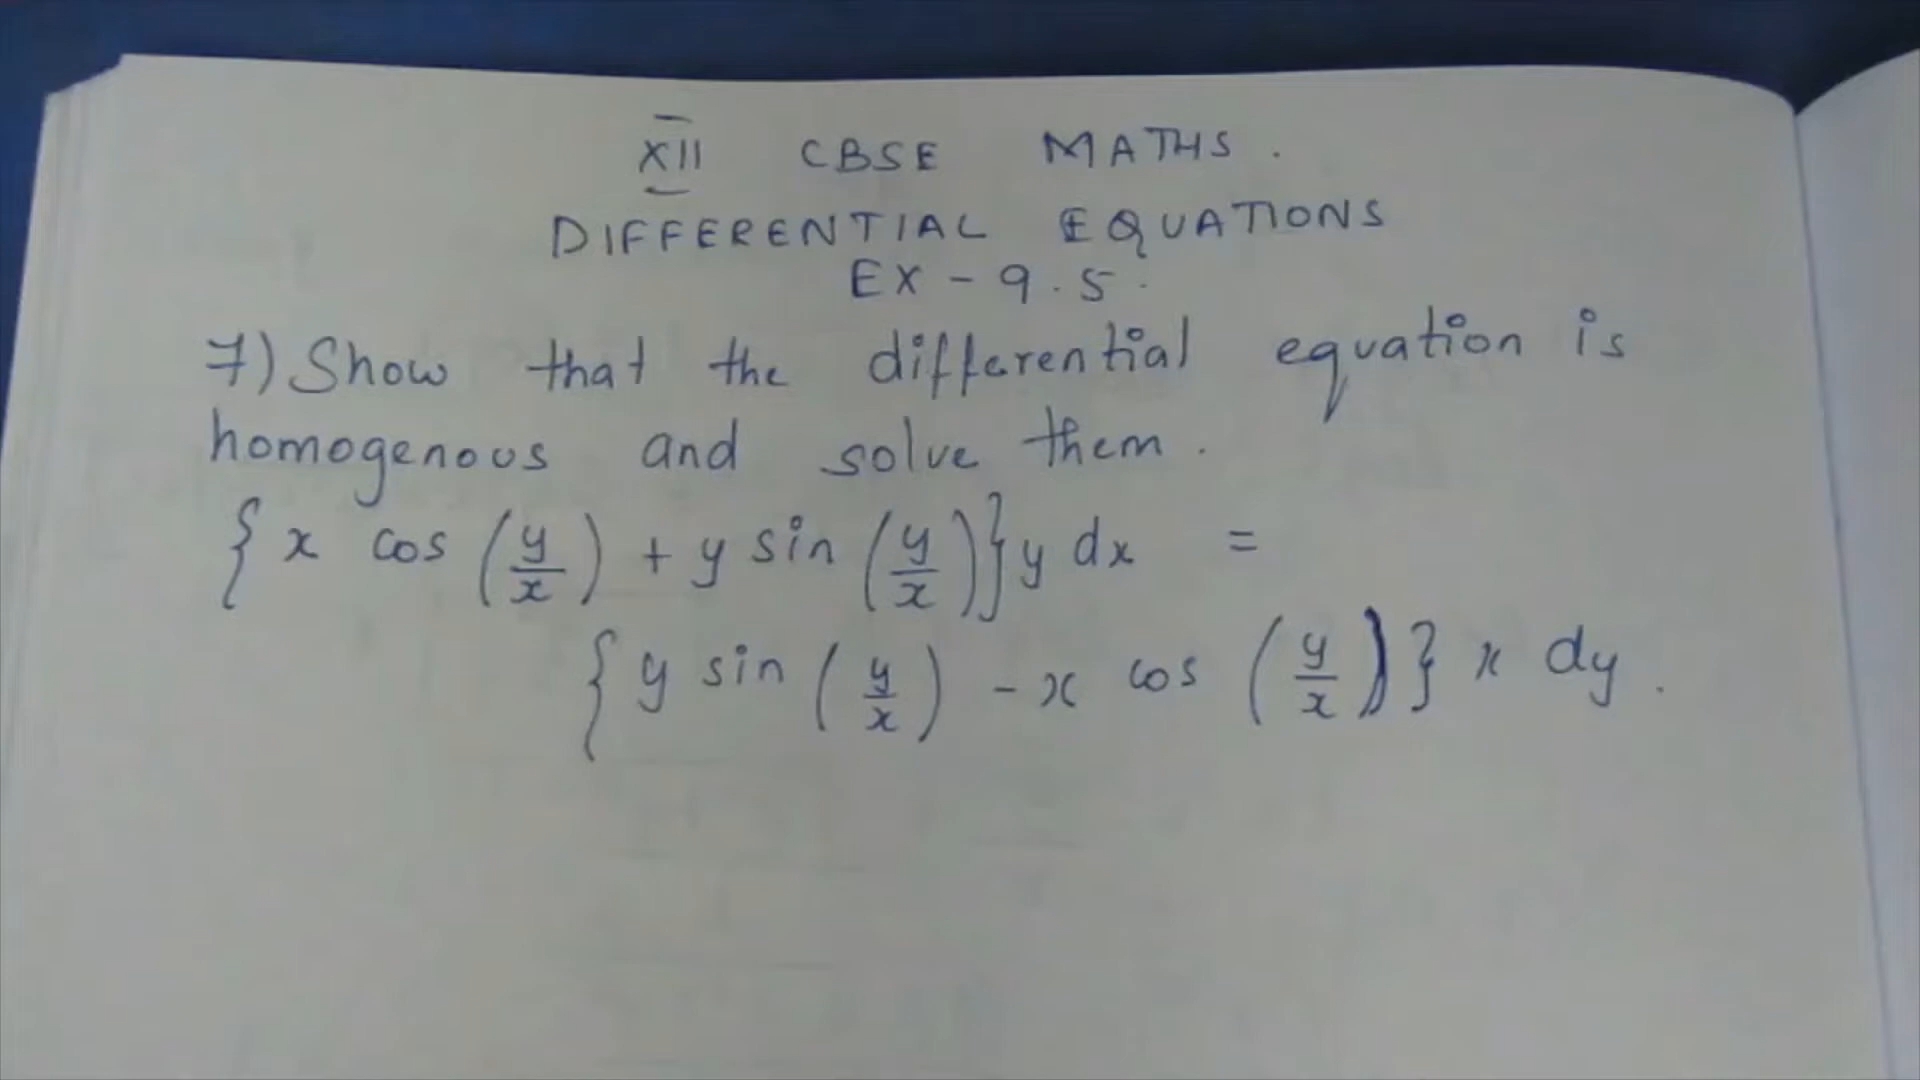 XII CBSE MATHS.
DIFFERENTIAL EQUATIONS
EX - 9.5.
7) Show that the differential equation is
homogenous and solve them.
{ x cos (y/x) + y sin (y/x)} y dx =
{ y sin (y/x) - x cos (y/x)} x dy.